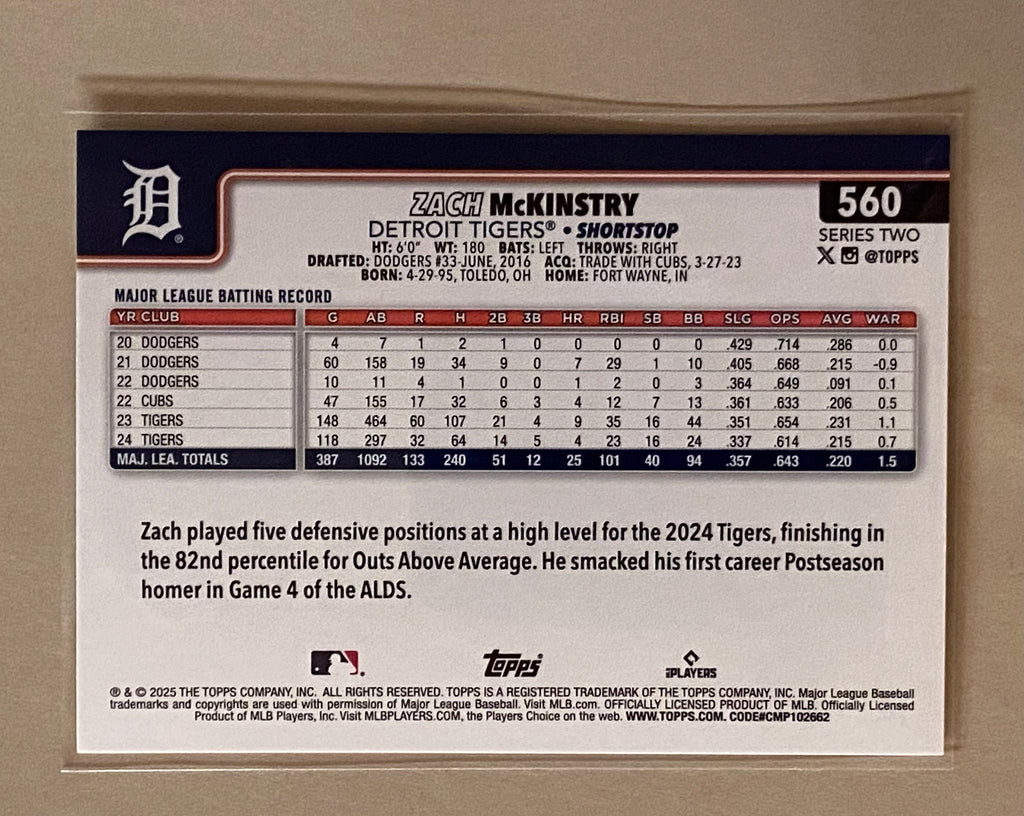 D®
ZACH McKINSTRY
560
DETROIT TIGERS® • SHORTSTOP
SERIES TWO
HT: 6'0" WT: 180 BATS: LEFT THROWS: RIGHT
@TOPPS
DRAFTED: DODGERS #33-JUNE, 2016 ACQ: TRADE WITH CUBS, 3-27-23
BORN: 4-29-95, TOLEDO, OH HOME: FORT WAYNE, IN
MAJOR LEAGUE BATTING RECORD
YR CLUB G AB R H 2B 3B HR RBI SB BB SLG OPS AVG WAR
20 DODGERS 4 7 1 2 1 0 0 0 0 0 .429 .714 .286 0.0
21 DODGERS 60 158 19 34 9 0 7 29 1 10 .405 .668 .215 -0.9
22 DODGERS 10 11 4 1 0 0 1 2 0 3 .364 .649 .091 0.1
22 CUBS 47 155 17 32 6 3 4 12 7 13 .361 .633 .206 0.5
23 TIGERS 148 464 60 107 21 4 9 35 16 44 .351 .654 .231 1.1
24 TIGERS 118 297 32 64 14 5 4 23 16 24 .337 .614 .215 0.7
MAJ. LEA. TOTALS 387 1092 133 240 51 12 25 101 40 94 .357 .643 .220 1.5
Zach played five defensive positions at a high level for the 2024 Tigers, finishing in
the 82nd percentile for Outs Above Average. He smacked his first career Postseason
homer in Game 4 of the ALDS.
Topps®
PLAYERS
® & © 2025 THE TOPPS COMPANY, INC. ALL RIGHTS RESERVED. TOPPS IS A REGISTERED TRADEMARK OF THE TOPPS COMPANY, INC. Major League Baseball
trademarks and copyrights are used with permission of Major League Baseball. Visit MLB.com. OFFICIALLY LICENSED PRODUCT OF MLB. Officially Licensed
Product of MLB Players, Inc. Visit MLBPLAYERS.COM, the Players Choice on the web. WWW.TOPPS.COM. CODE#CMP102662